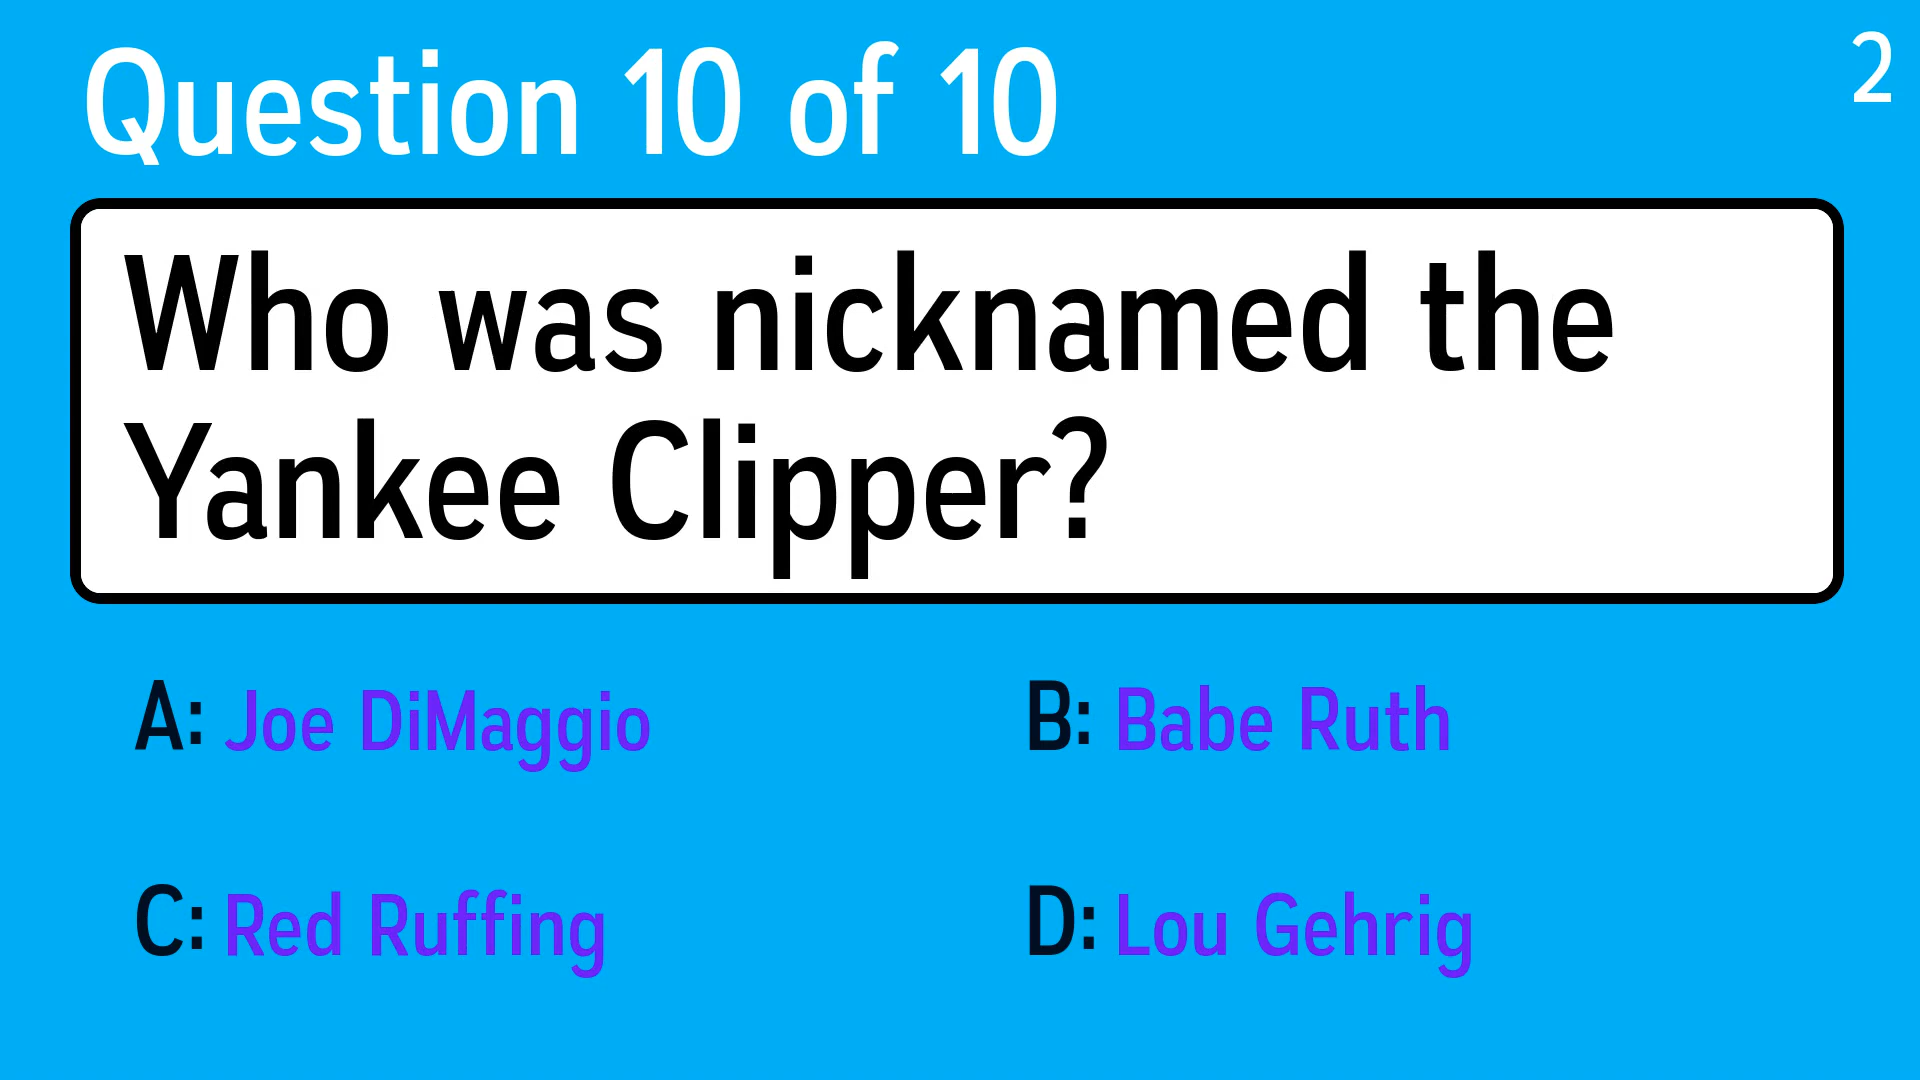 Question 10 of 10
2
Who was nicknamed the
Yankee Clipper?
A: Joe DiMaggio
B: Babe Ruth
C: Red Ruffing
D: Lou Gehrig